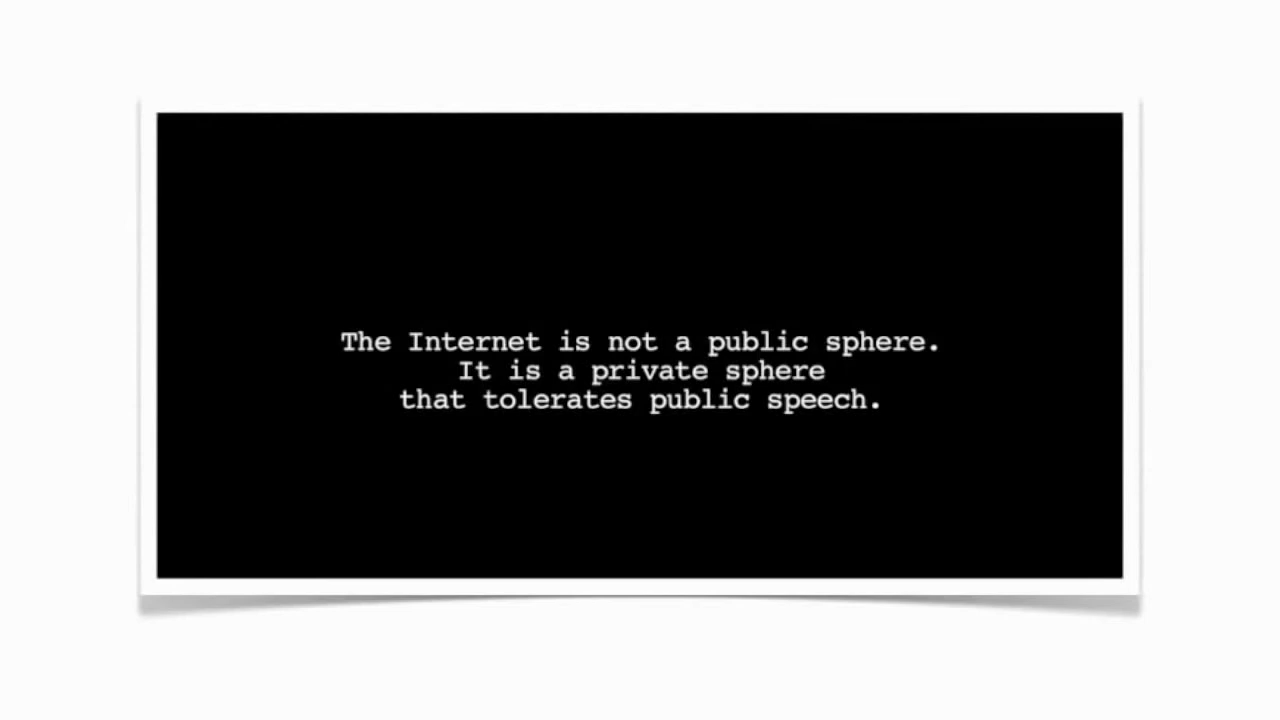 The Internet is not a public sphere.
It is a private sphere
that tolerates public speech.